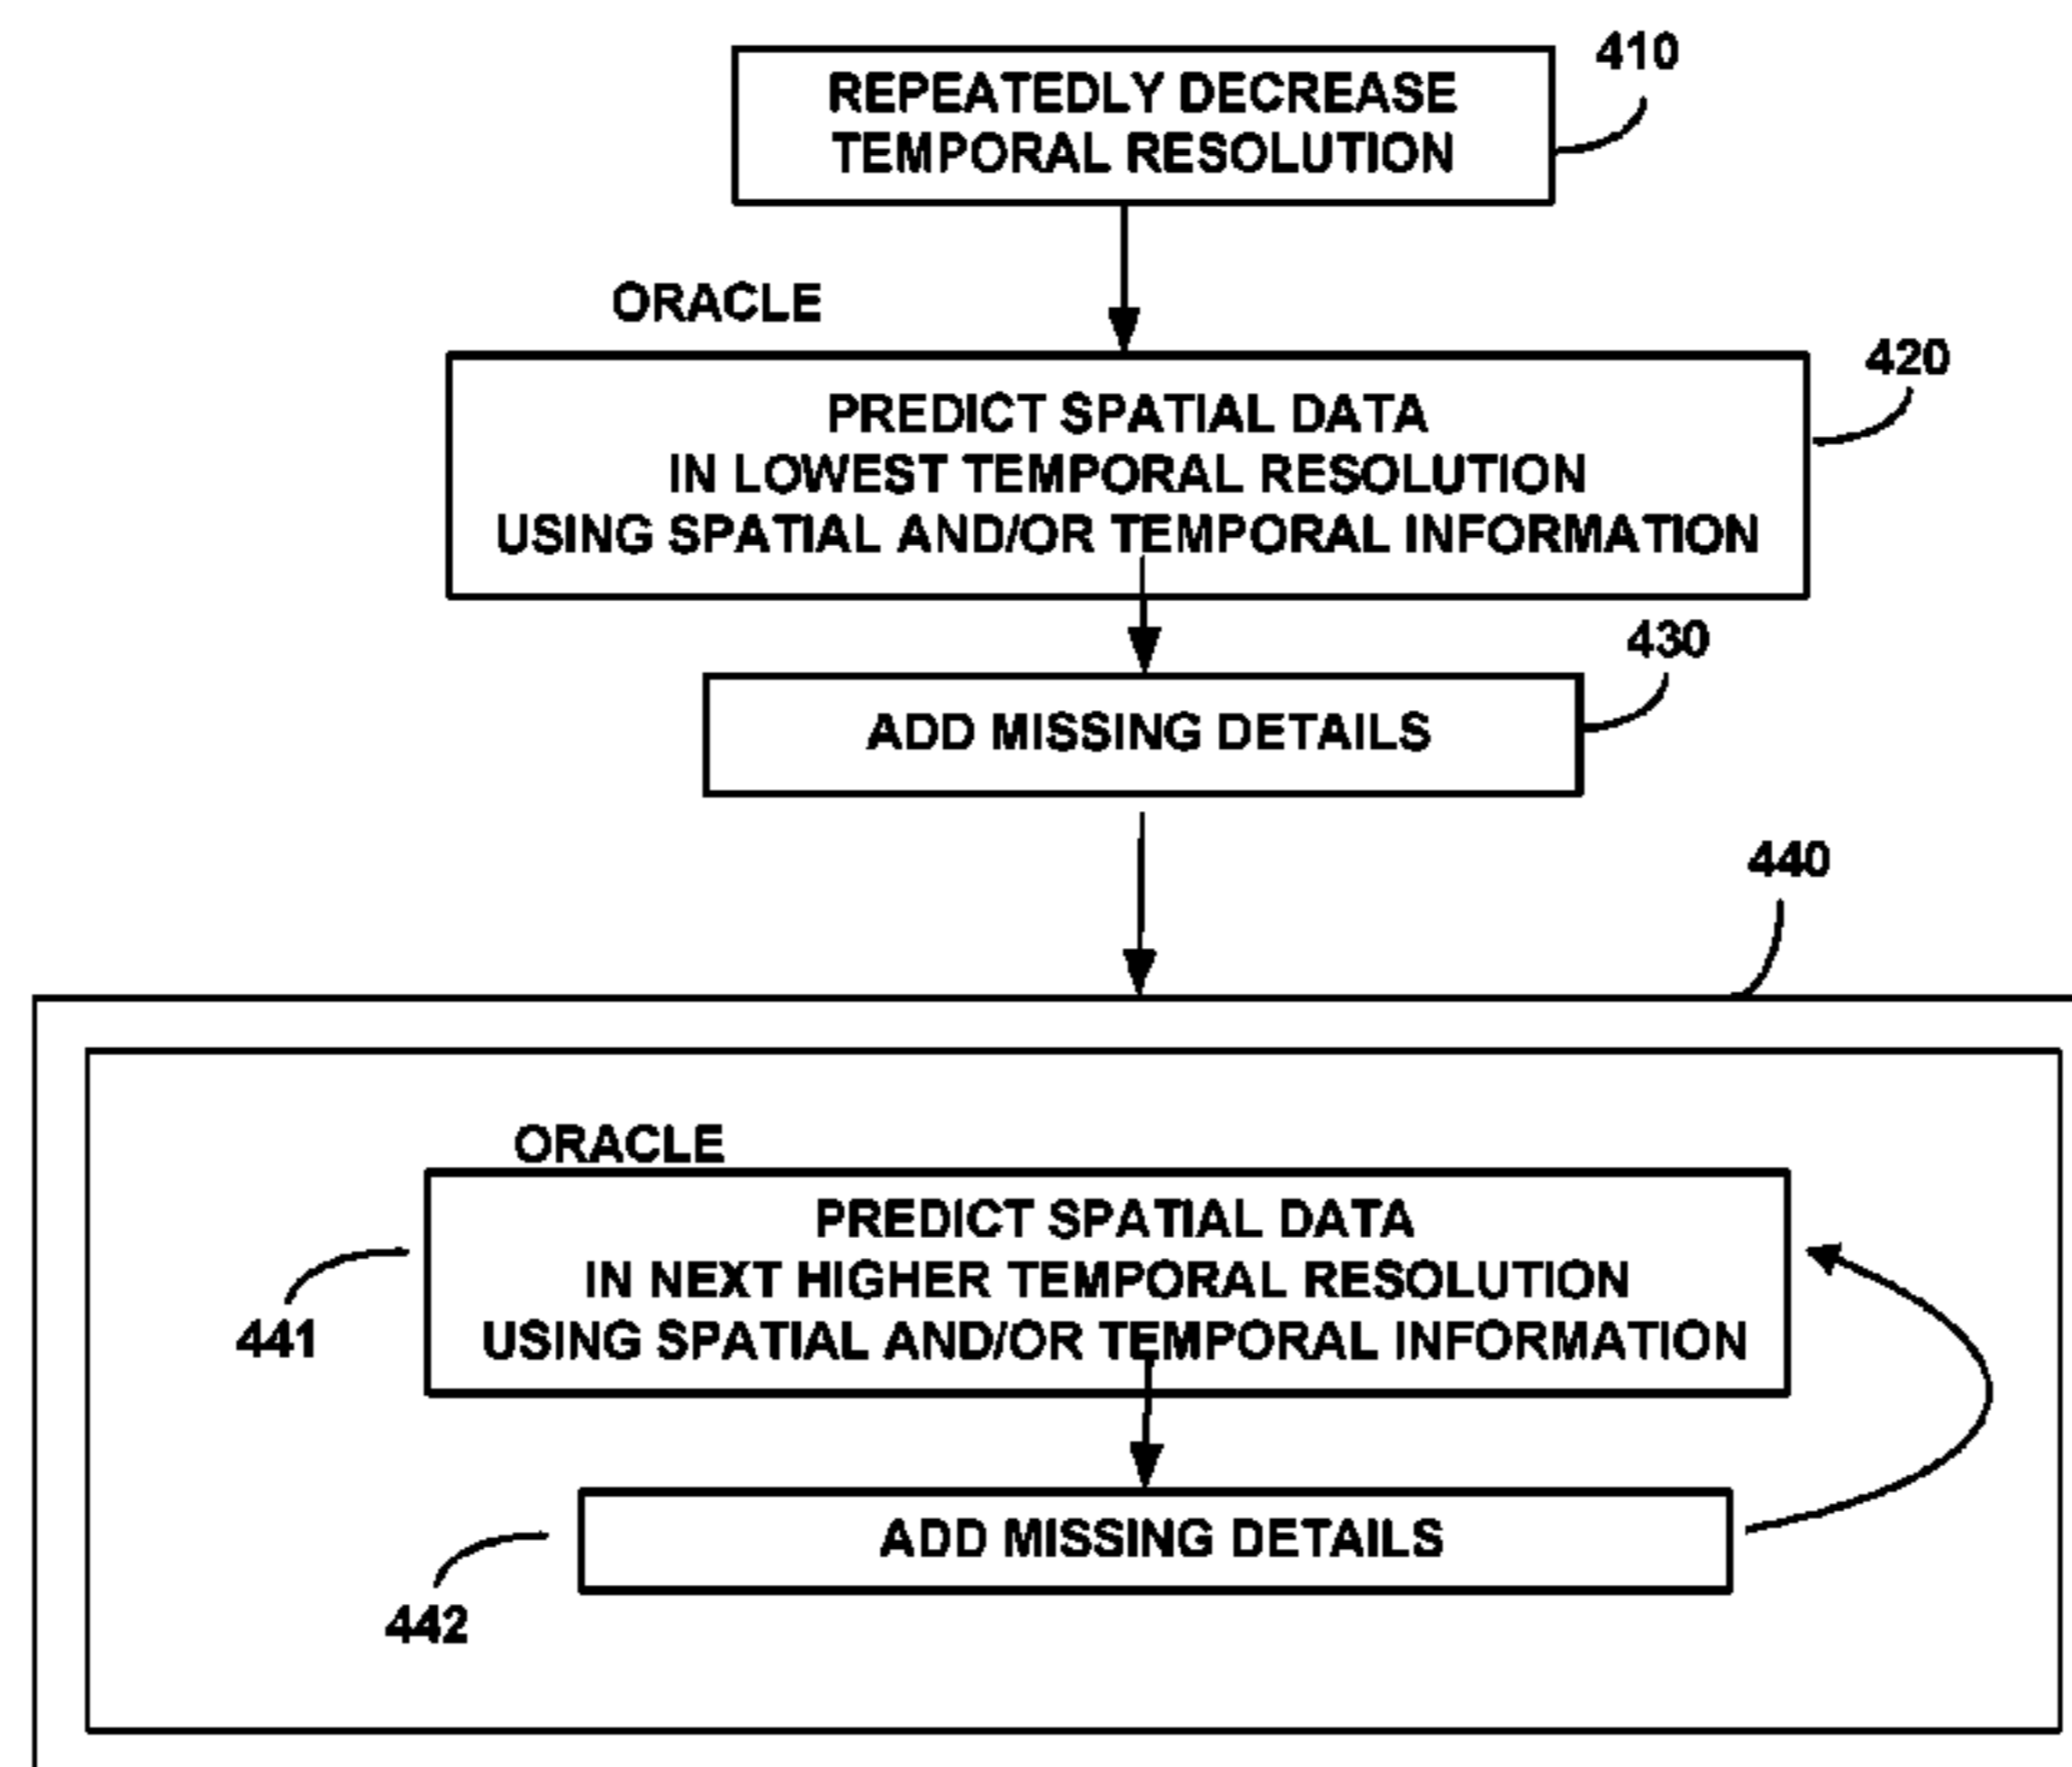 410
REPEATEDLY DECREASE
TEMPORAL RESOLUTION
ORACLE
420
PREDICT SPATIAL DATA
IN LOWEST TEMPORAL RESOLUTION
USING SPATIAL AND/OR TEMPORAL INFORMATION
430
ADD MISSING DETAILS
440
ORACLE
PREDICT SPATIAL DATA
IN NEXT HIGHER TEMPORAL RESOLUTION
USING SPATIAL AND/OR TEMPORAL INFORMATION
441
ADD MISSING DETAILS
442